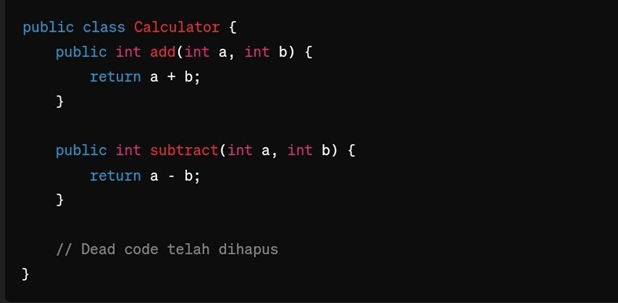 public class Calculator {
    public int add(int a, int b) {
        return a + b;
    }

    public int subtract(int a, int b) {
        return a - b;
    }

    // Dead code telah dihapus
}